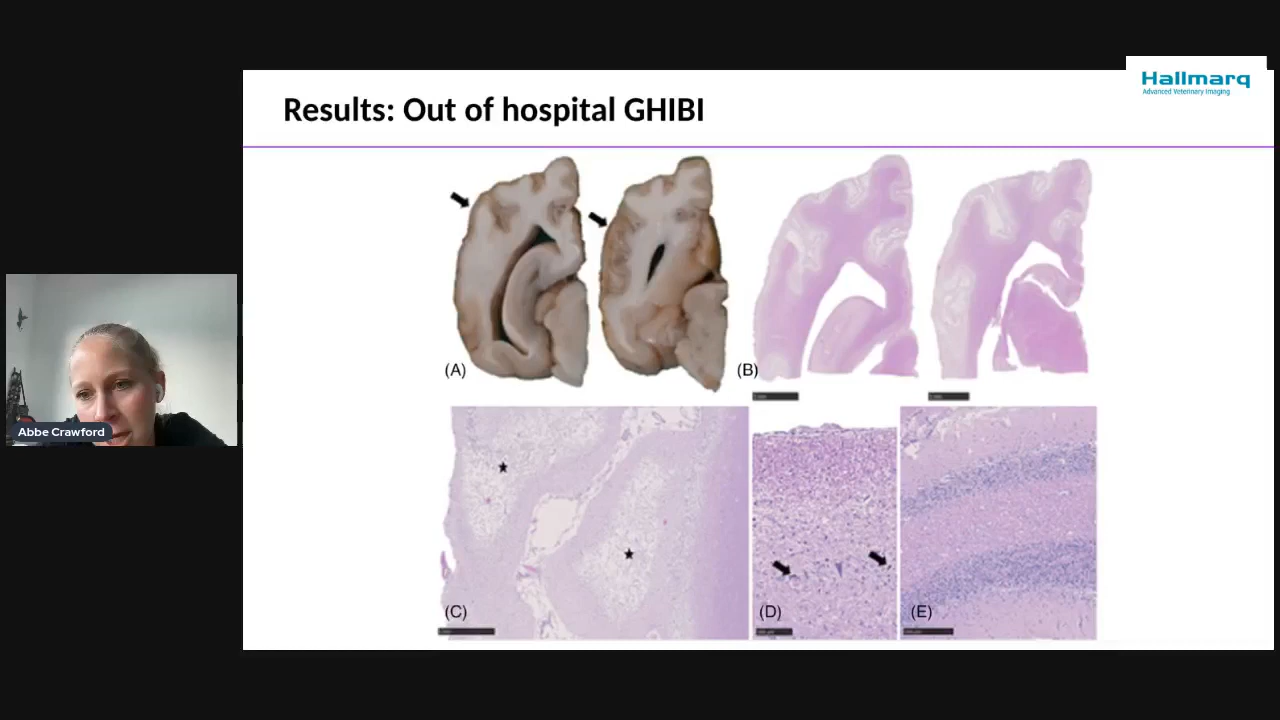 Hallmarq
Advanced Veterinary Imaging
Results: Out of hospital GHIBI
(A)
(B)
Abbe Crawford
(C)
(D)
(E)